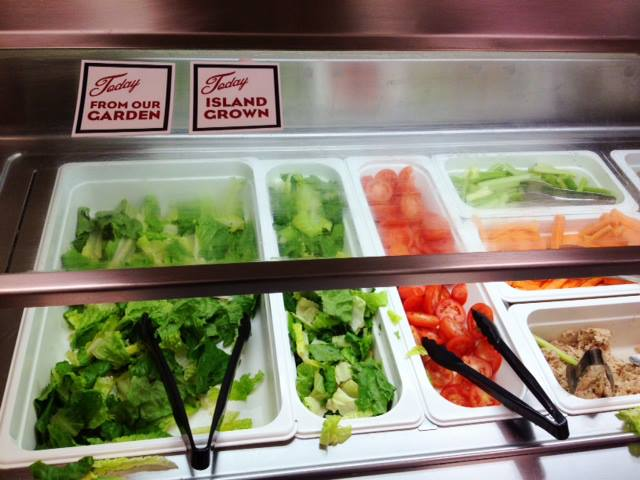 Today
FROM OUR
GARDEN
Today
ISLAND
GROWN